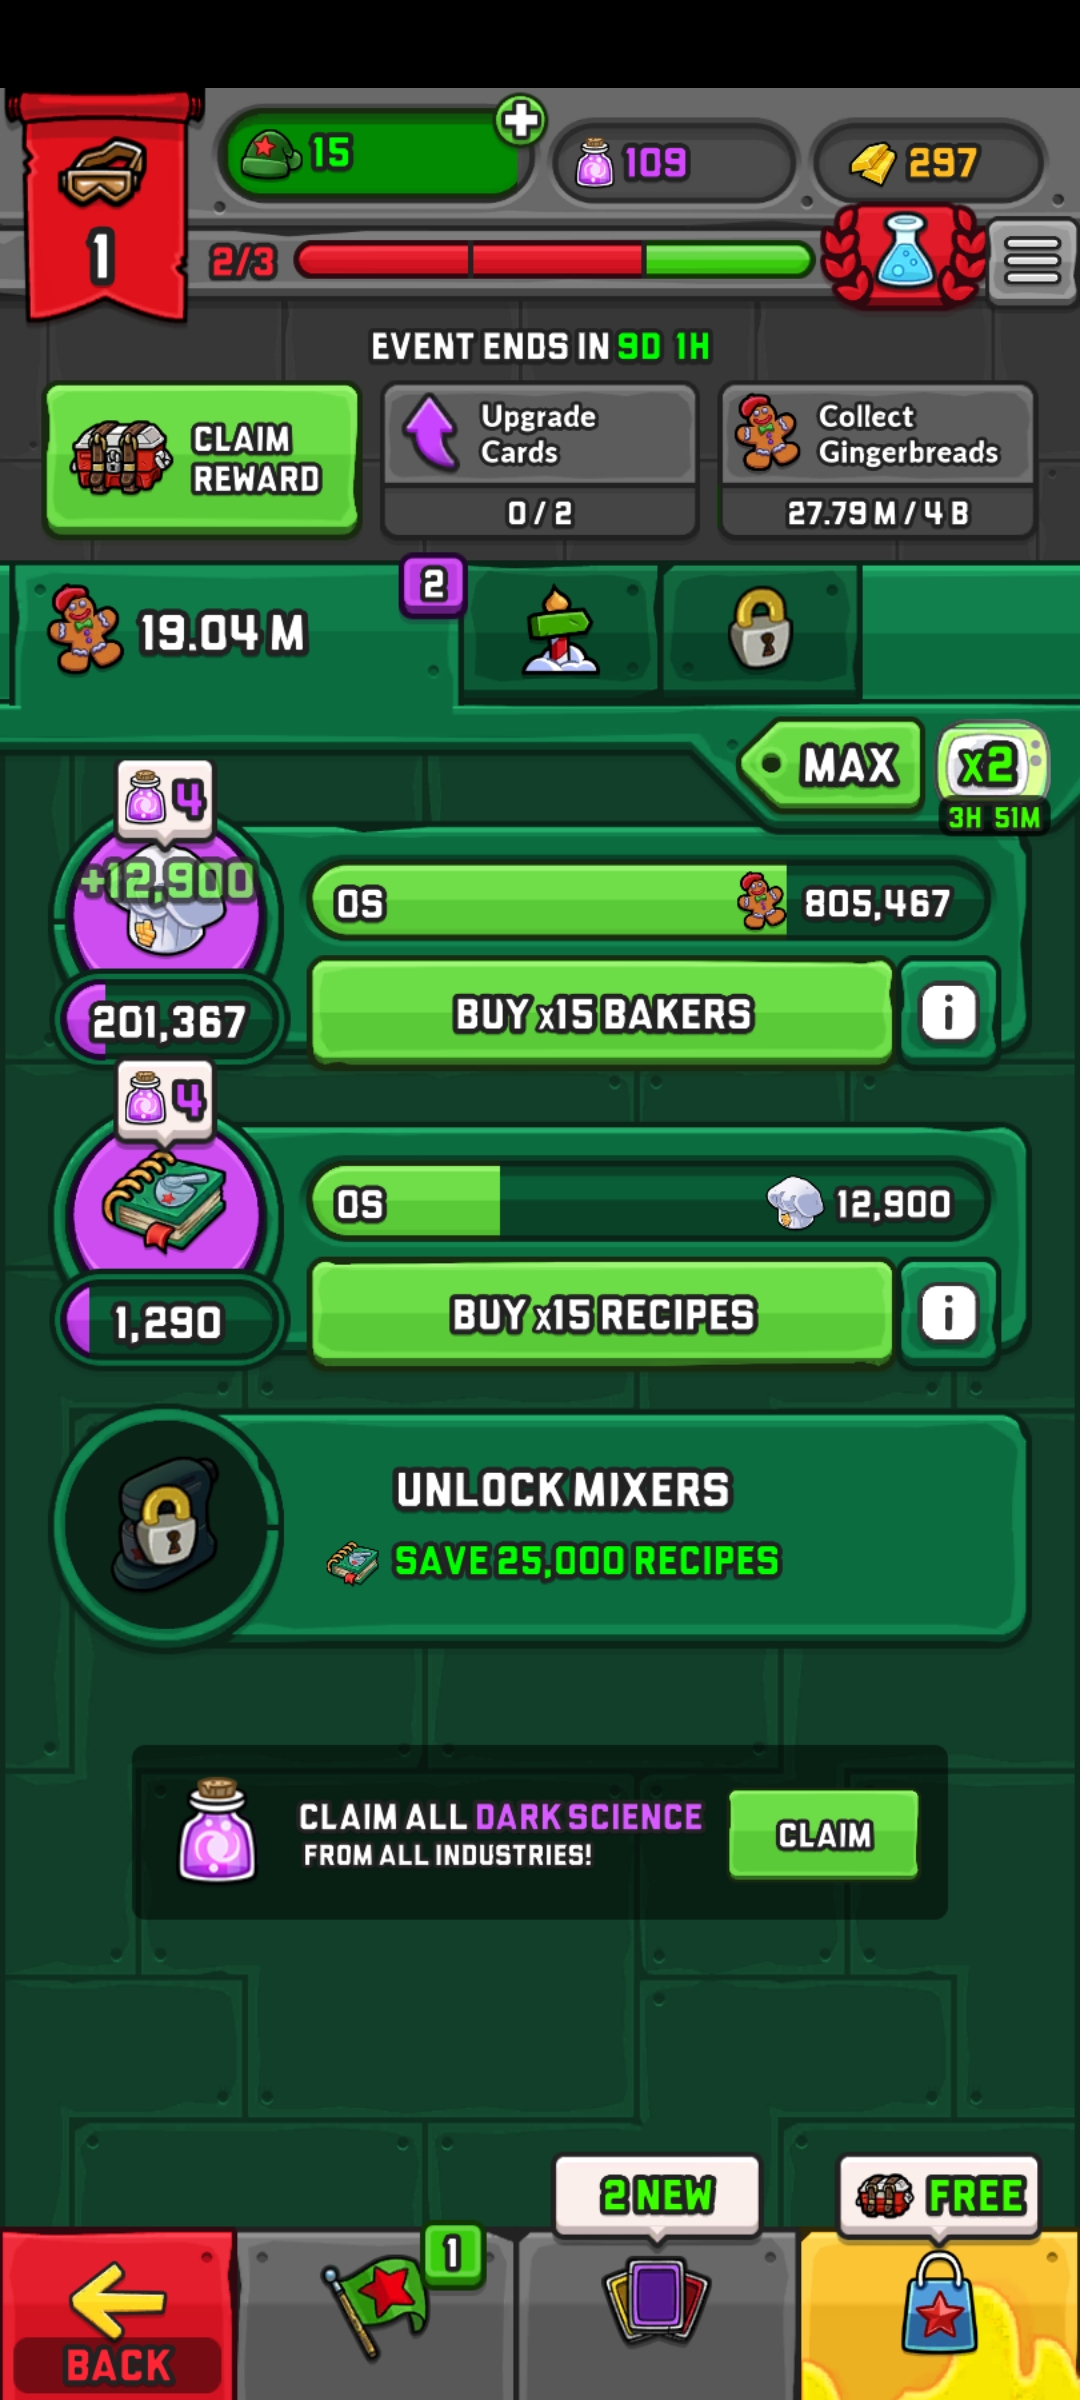 15
109
297
1
2/3
EVENT ENDS IN 9D 1H
CLAIM
REWARD
Upgrade
Cards
0 / 2
Collect
Gingerbreads
27.79 M / 4 B
19.04 M
2
MAX
x2
3H 51M
4
+12,900
0S
805,467
201,367
BUY x15 BAKERS
i
4
0S
12,900
1,290
BUY x15 RECIPES
i
UNLOCK MIXERS
SAVE 25,000 RECIPES
CLAIM ALL DARK SCIENCE
FROM ALL INDUSTRIES!
CLAIM
2 NEW
FREE
1
BACK